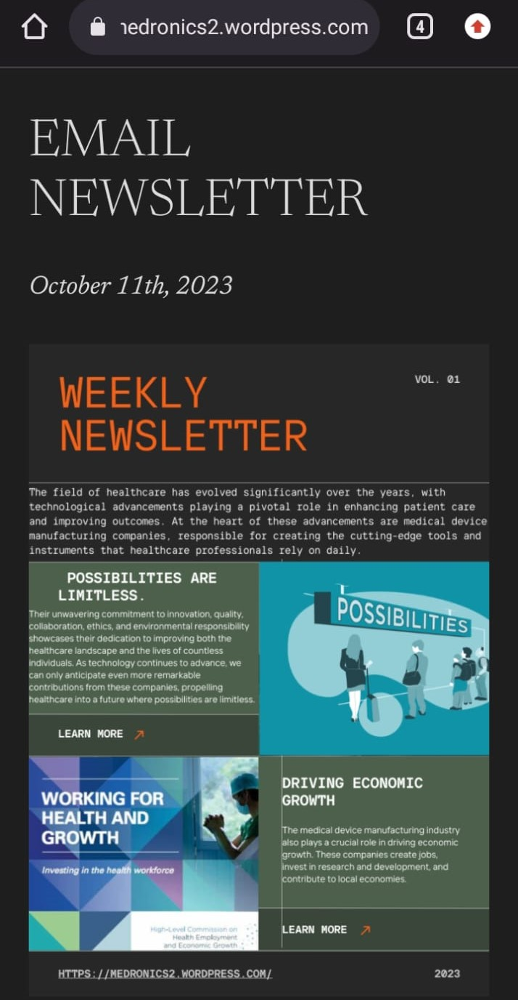 nedronics2.wordpress.com
4
EMAIL
NEWSLETTER
October 11th, 2023
WEEKLY
NEWSLETTER
VOL. 01
The field of healthcare has evolved significantly over the years, with
technological advancements playing a pivotal role in enhancing patient care
and improving outcomes. At the heart of these advancements are medical device
manufacturing companies, responsible for creating the cutting-edge tools and
instruments that healthcare professionals rely on daily.
POSSIBILITIES ARE
LIMITLESS.
Their unwavering commitment to innovation, quality,
collaboration, ethics, and environmental responsibility
showcases their dedication to improving both the
healthcare landscape and the lives of countless
individuals. As technology continues to advance, we
can only anticipate even more remarkable
contributions from these companies, propelling
healthcare into a future where possibilities are limitless.
LEARN MORE
POSSIBILITIES
WORKING FOR
HEALTH AND
GROWTH
Investing in the health workforce
High-Level Commission on
Health Employment
and Economic Growth
DRIVING ECONOMIC
GROWTH
The medical device manufacturing industry
also plays a crucial role in driving economic
growth. These companies create jobs,
invest in research and development, and
contribute to local economies.
LEARN MORE
HTTPS://MEDRONICS2.WORDPRESS.COM/
2023